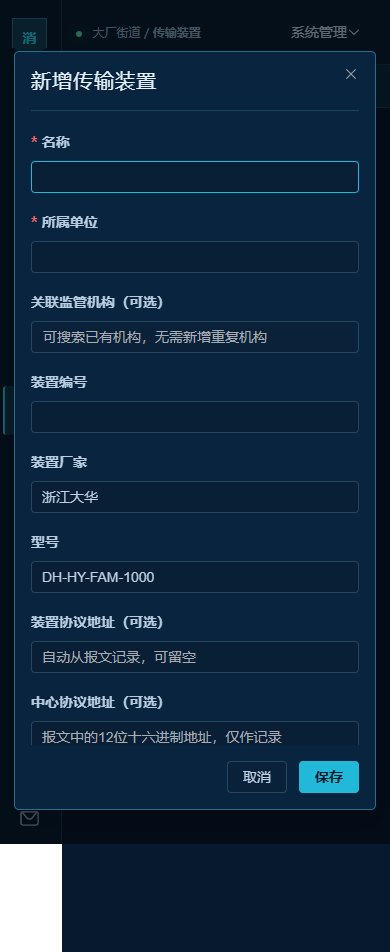 消
大厂街道 / 传输装置
系统管理
新增传输装置
* 名称
* 所属单位
关联监管机构（可选）
可搜索已有机构，无需新增重复机构
装置编号
装置厂家
浙江大华
型号
DH-HY-FAM-1000
装置协议地址（可选）
自动从报文记录，可留空
中心协议地址（可选）
报文中的12位十六进制地址，仅作记录
取消
保存